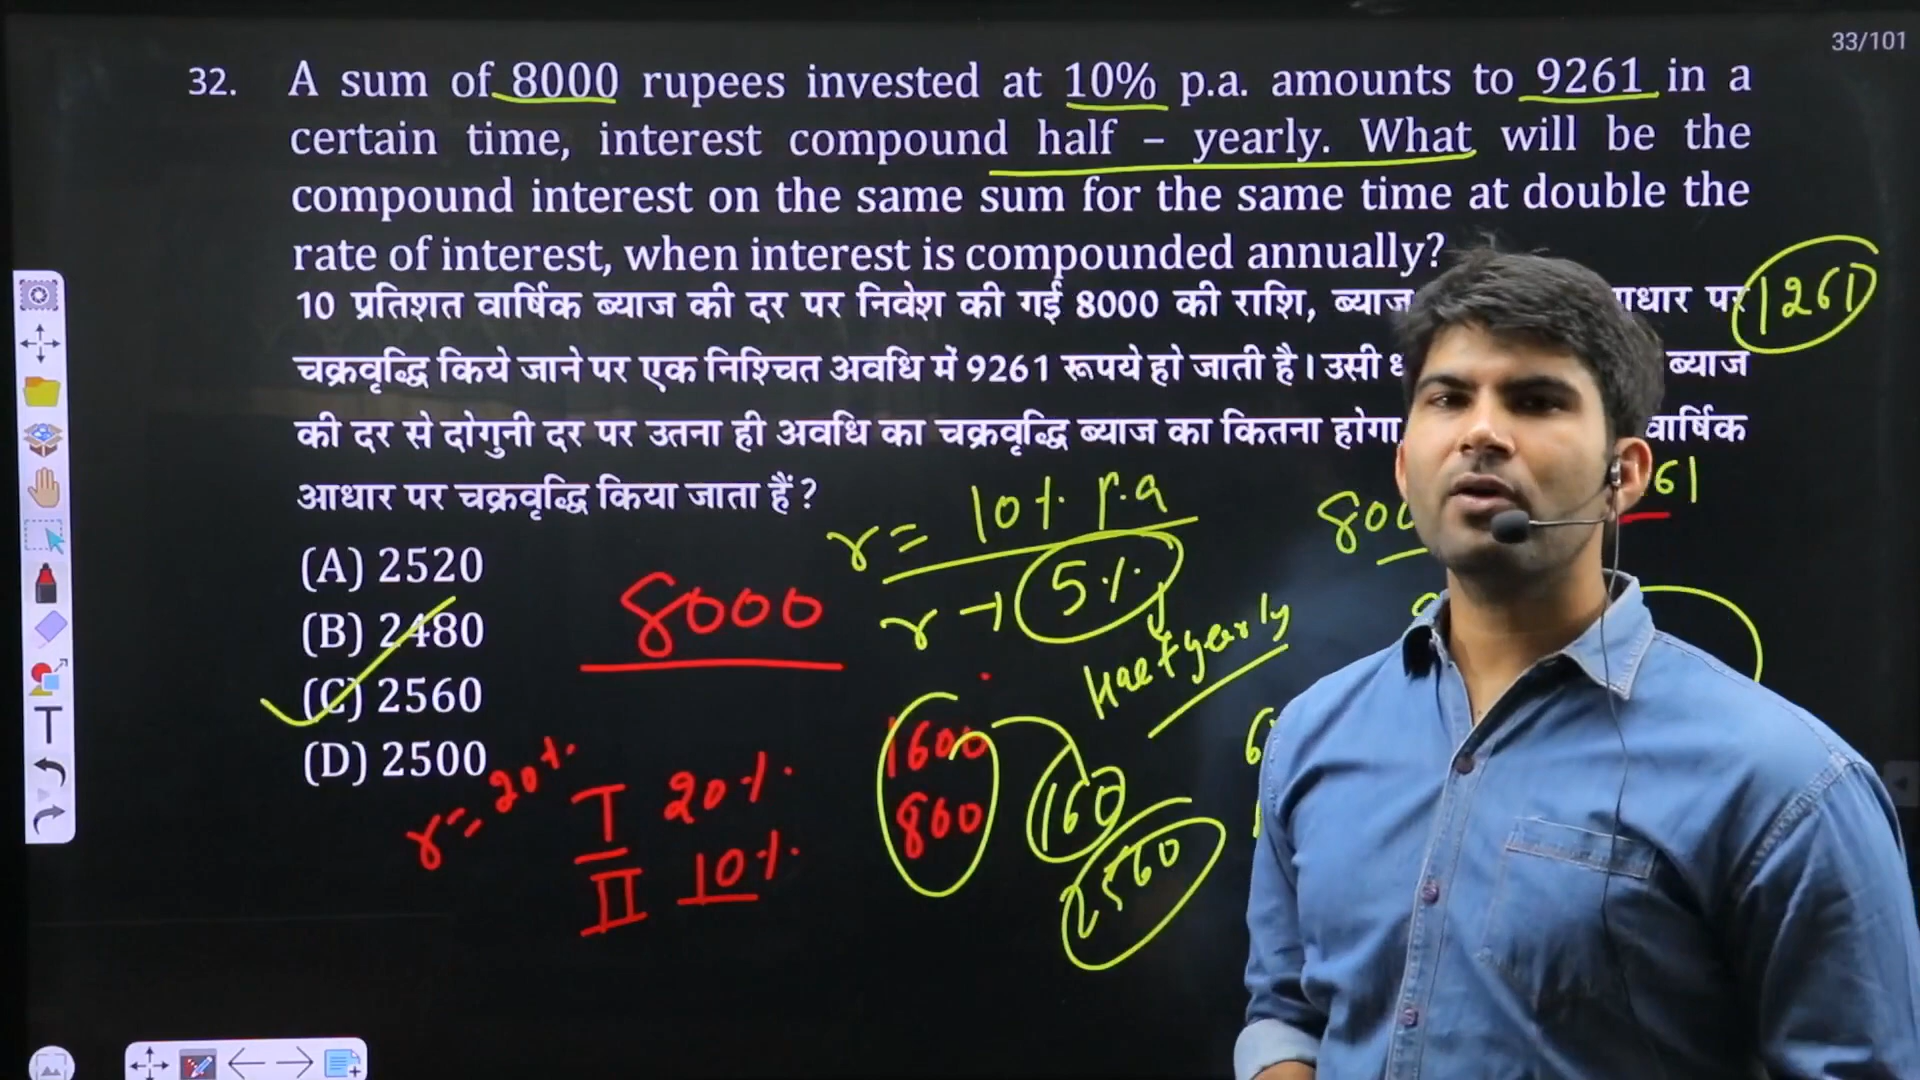 33/101
32. A sum of 8000 rupees invested at 10% p.a. amounts to 9261 in a
certain time, interest compound half – yearly. What will be the
compound interest on the same sum for the same time at double the
rate of interest, when interest is compounded annually?
10 प्रतिशत वार्षिक ब्याज की दर पर निवेश की गई 8000 की राशि, ब्याज धार पर
1261
चक्रवृद्धि किये जाने पर एक निश्चित अवधि में 9261 रूपये हो जाती है। उसी ब्याज
की दर से दोगुनी दर पर उतना ही अवधि का चक्रवृद्धि ब्याज का कितना होगा, वार्षिक
आधार पर चक्रवृद्धि किया जाता हैं?
r = 10% p.a
800 61
(A) 2520
8000
r → 5%
Half yearly
(B) 2480
(C) 2560
(D) 2500
r = 20%
I 20% 1600
II 10% 800
160
2560